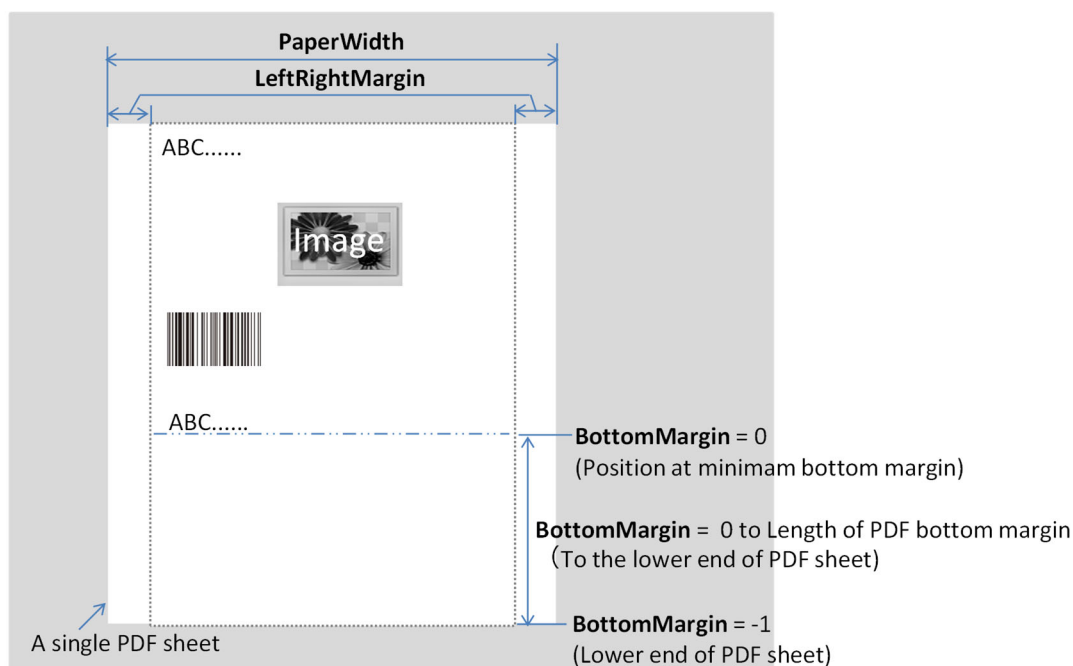 PaperWidth
LeftRightMargin
ABC......
Image
ABC......
BottomMargin = 0
(Position at minimam bottom margin)
BottomMargin = 0 to Length of PDF bottom margin
（To the lower end of PDF sheet)
BottomMargin = -1
(Lower end of PDF sheet)
A single PDF sheet